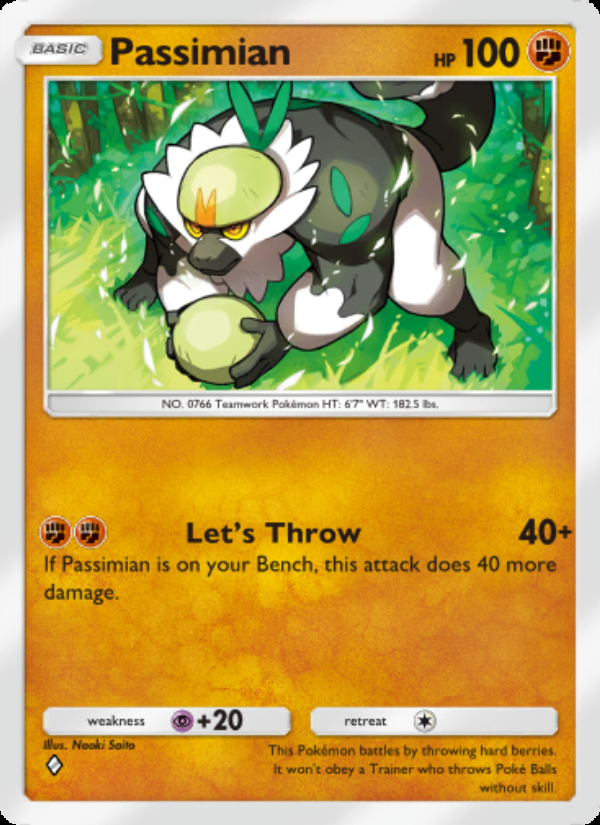 BASIC Passimian HP 100
NO. 0766 Teamwork Pokémon HT: 6'7" WT: 182.5 lbs.
Let's Throw 40+
If Passimian is on your Bench, this attack does 40 more
damage.
weakness +20 retreat
Illus. Naoki Saito
This Pokémon battles by throwing hard berries.
It won't obey a Trainer who throws Poké Balls
without skill.